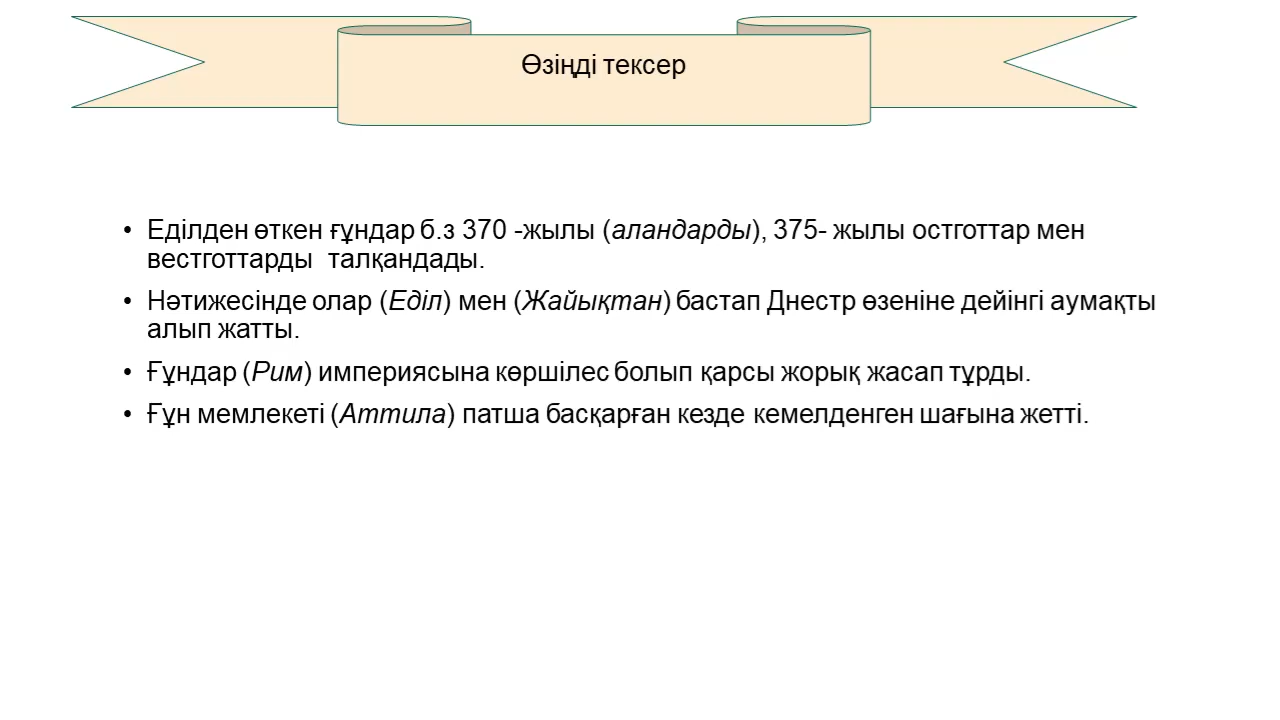 Өзіңді тексер
• Еділден өткен ғұндар б.з 370 -жылы (аландарды), 375- жылы остготтар мен
вестготтарды  талқандады.
• Нәтижесінде олар (Еділ) мен (Жайықтан) бастап Днестр өзеніне дейінгі аумақты
алып жатты.
• Ғұндар (Рим) империясына көршілес болып қарсы жорық жасап тұрды.
• Ғұн мемлекеті (Аттила) патша басқарған кезде кемелденген шағына жетті.